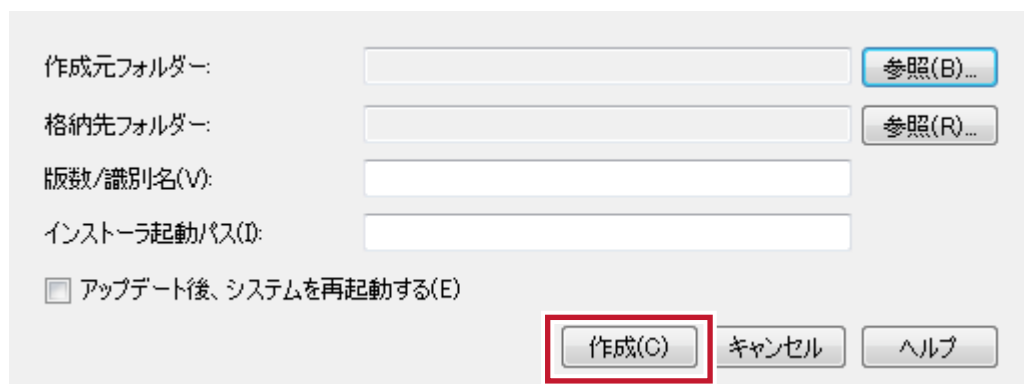 作成元フォルダー: 参照(B)...
格納先フォルダー: 参照(R)...
版数/識別名(V):
インストーラ起動パス(I):
アップデート後、システムを再起動する(E)
作成(C) キャンセル ヘルプ